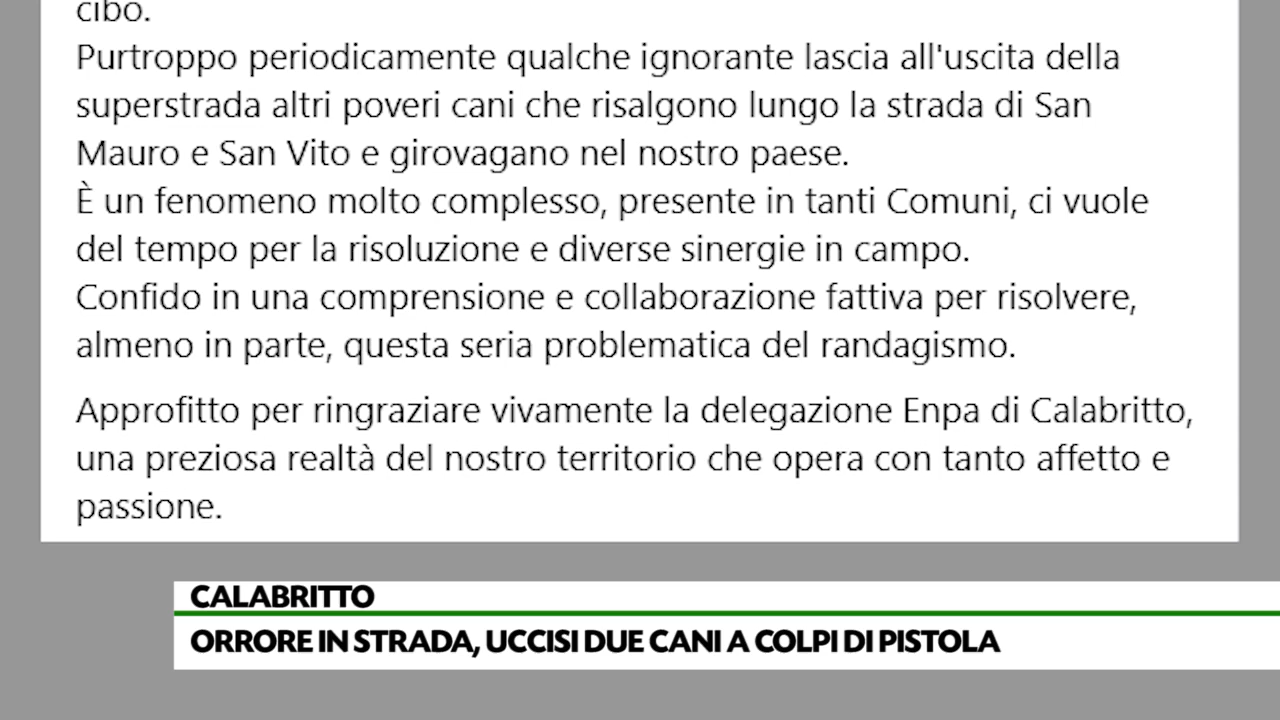 cibo.
Purtroppo periodicamente qualche ignorante lascia all'uscita della
superstrada altri poveri cani che risalgono lungo la strada di San
Mauro e San Vito e girovagano nel nostro paese.
È un fenomeno molto complesso, presente in tanti Comuni, ci vuole
del tempo per la risoluzione e diverse sinergie in campo.
Confido in una comprensione e collaborazione fattiva per risolvere,
almeno in parte, questa seria problematica del randagismo.
Approfitto per ringraziare vivamente la delegazione Enpa di Calabritto,
una preziosa realtà del nostro territorio che opera con tanto affetto e
passione.
CALABRITTO
ORRORE IN STRADA, UCCISI DUE CANI A COLPI DI PISTOLA